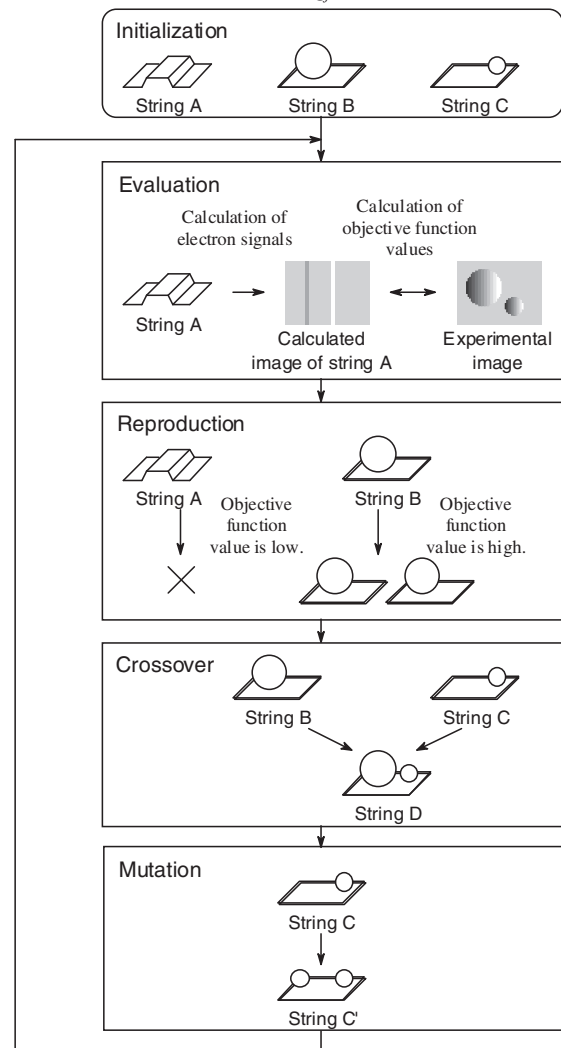 Initialization
String A
String B
String C
Evaluation
Calculation of
electron signals
Calculation of
objective function
values
String A
Calculated
image of string A
Experimental
image
Reproduction
String A
Objective
function
value is low.
String B
Objective
function
value is high.
Crossover
String B
String C
String D
Mutation
String C
String C'